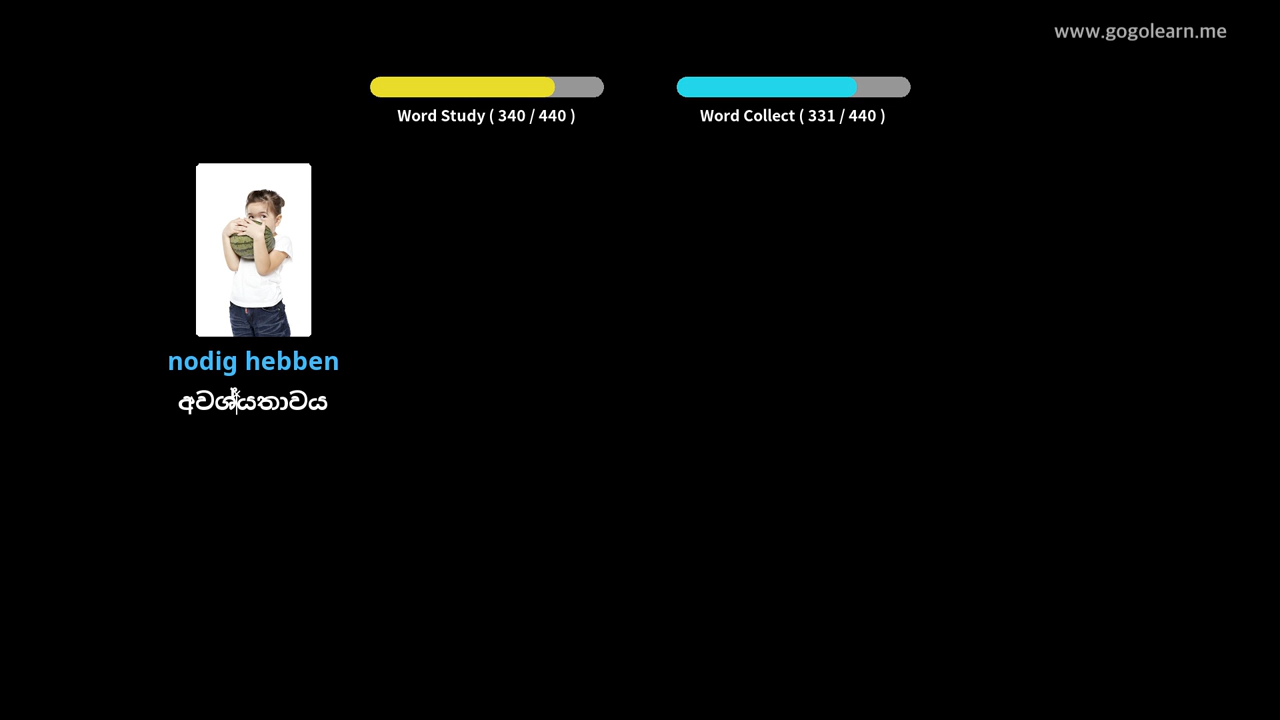 www.gogolearn.me
Word Study ( 340 / 440 )
Word Collect ( 331 / 440 )
nodig hebben
අවශ්‍යතාවය